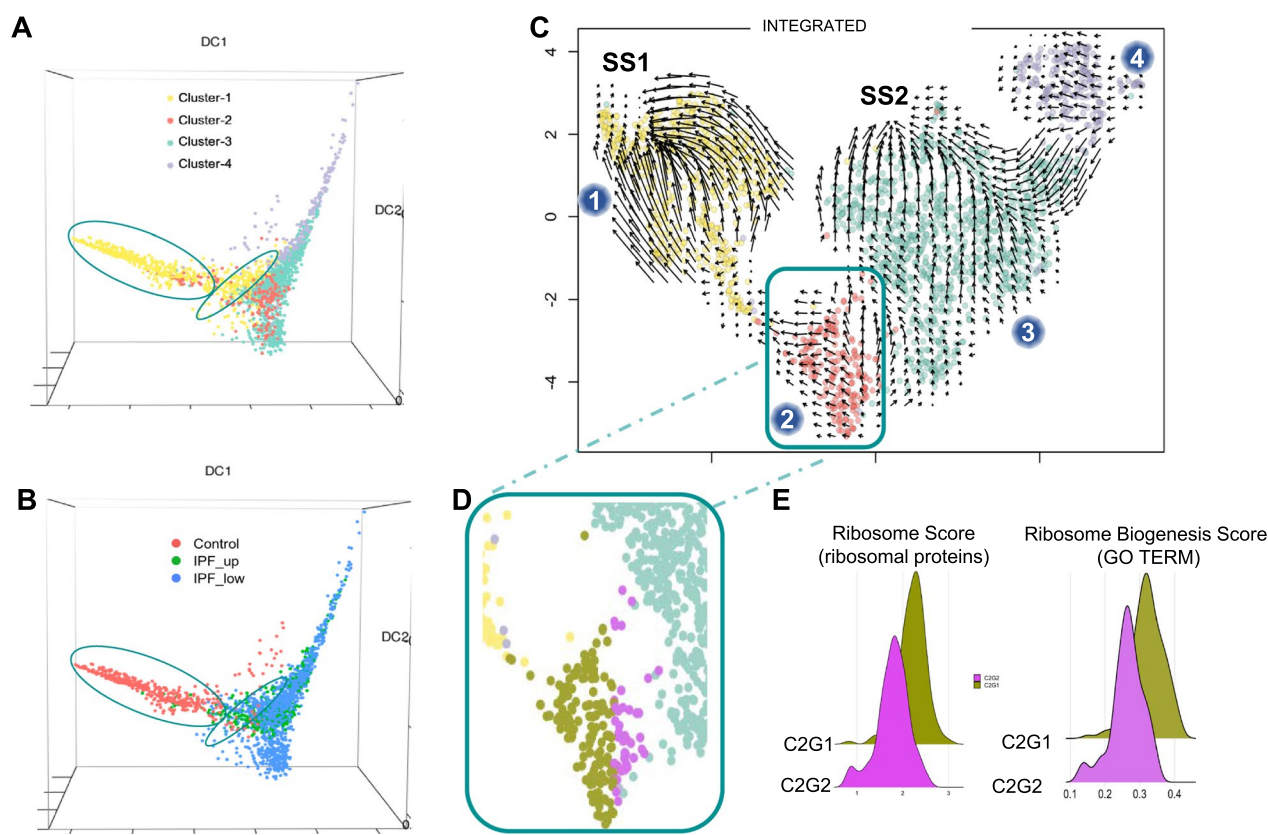 A
DC1
Cluster-1
Cluster-2
Cluster-3
Cluster-4
DC2
0
B
DC1
Control
IPF_up
IPF_low
DC2
0
C
INTEGRATED
SS1
SS2
4
2
0
-2
-4
1
2
3
4
D
E
Ribosome Score
(ribosomal proteins)
C2G2
C2G1
C2G1
C2G2
1 2 3
Ribosome Biogenesis Score
(GO TERM)
C2G1
C2G2
0.1 0.2 0.3 0.4